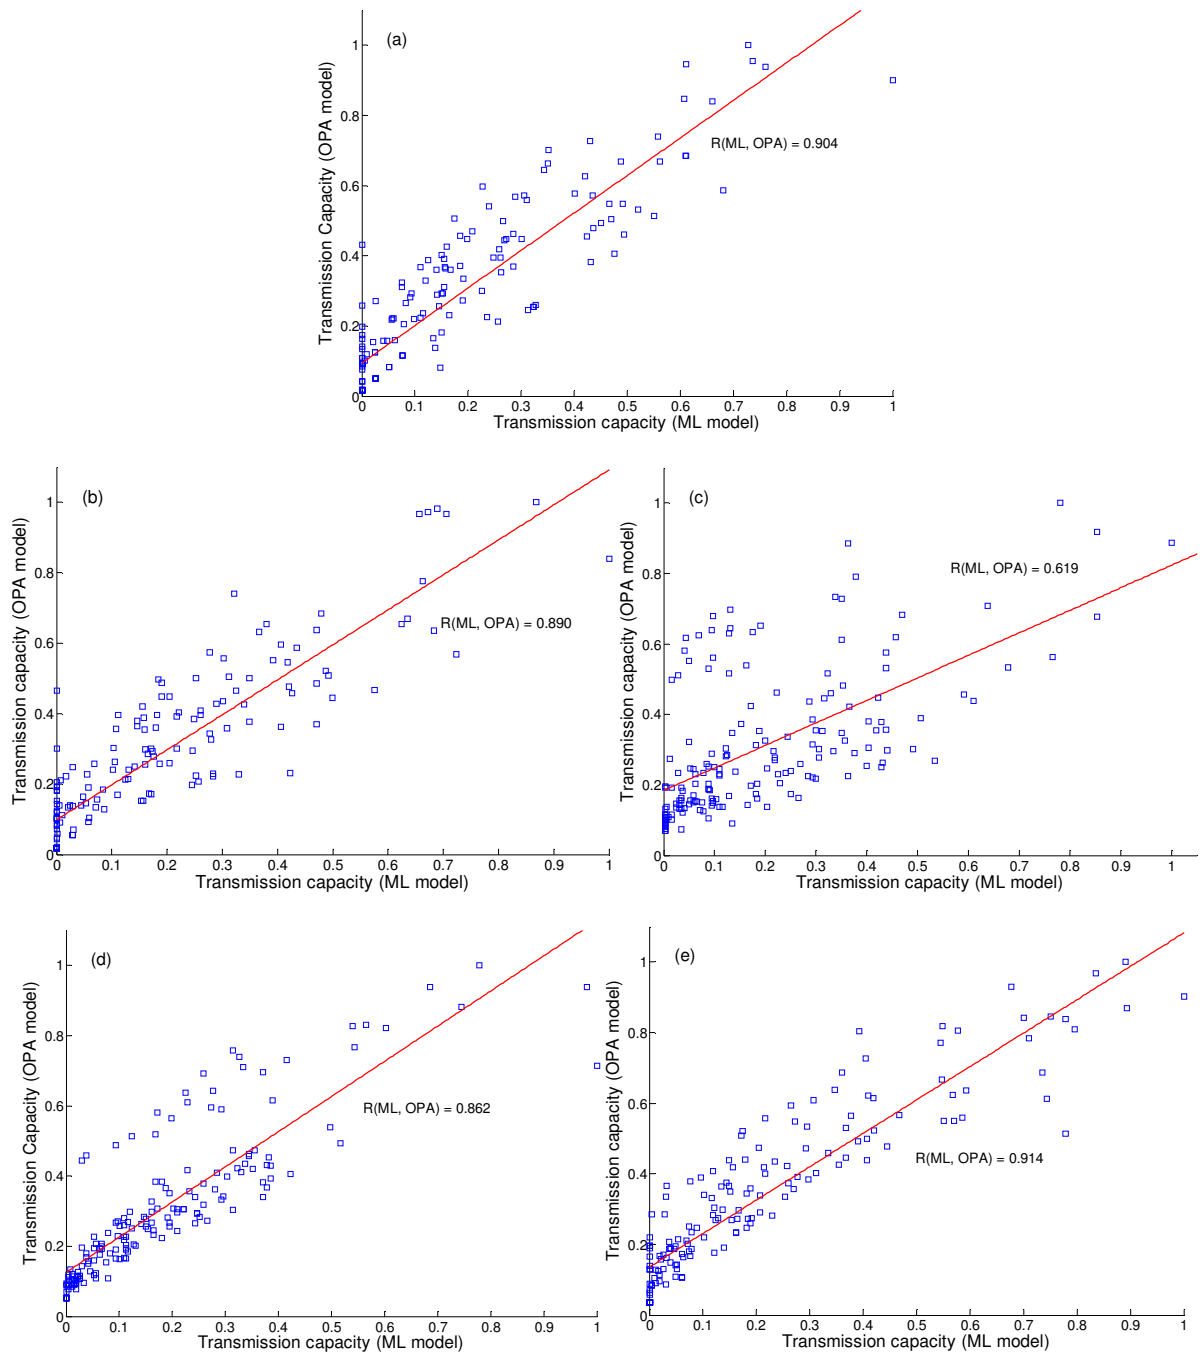 (a)
Transmission Capacity (OPA model)
1
0.8
0.6
0.4
0.2
0
R(ML, OPA) = 0.904
0 0.1 0.2 0.3 0.4 0.5 0.6 0.7 0.8 0.9 1
Transmission capacity (ML model)
(b)
Transmission capacity (OPA model)
1
0.8
0.6
0.4
0.2
0
R(ML, OPA) = 0.890
0 0.1 0.2 0.3 0.4 0.5 0.6 0.7 0.8 0.9 1
Transmission capacity (ML model)
(c)
Transmission capacity (OPA model)
1
0.8
0.6
0.4
0.2
0
R(ML, OPA) = 0.619
0 0.1 0.2 0.3 0.4 0.5 0.6 0.7 0.8 0.9 1
Transmission capacity (ML model)
(d)
Transmission Capacity (OPA model)
1
0.8
0.6
0.4
0.2
0
R(ML, OPA) = 0.862
0 0.1 0.2 0.3 0.4 0.5 0.6 0.7 0.8 0.9 1
Transmission capacity (ML model)
(e)
Transmission capacity (OPA model)
1
0.8
0.6
0.4
0.2
0
R(ML, OPA) = 0.914
0 0.1 0.2 0.3 0.4 0.5 0.6 0.7 0.8 0.9 1
Transmission capacity (ML model)